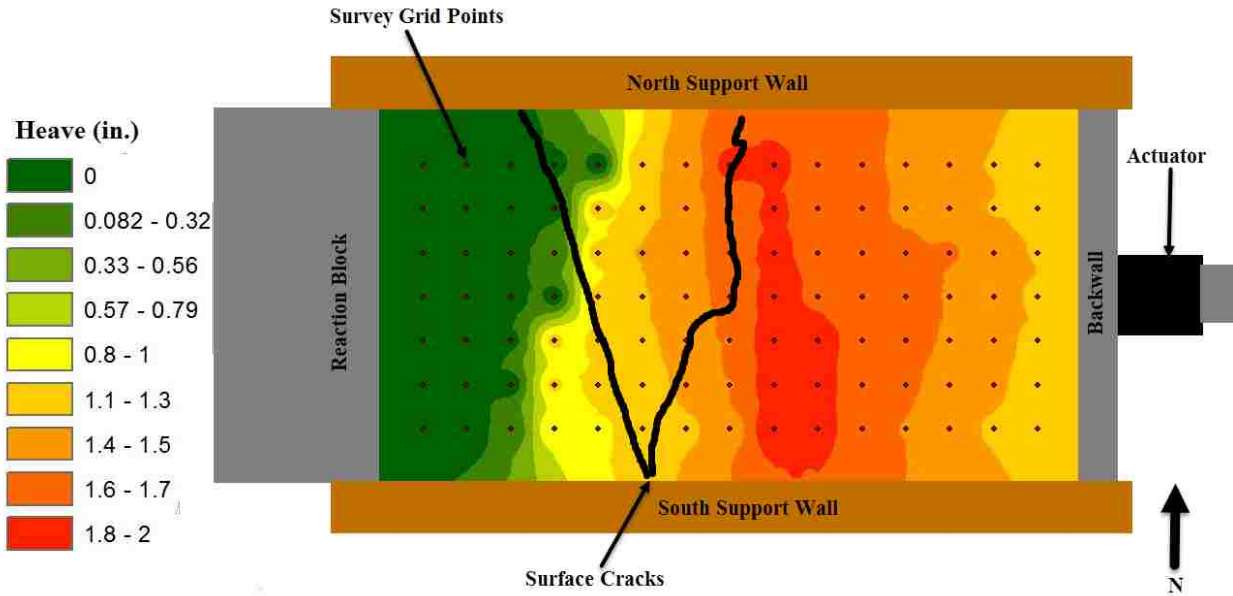 Survey Grid Points
North Support Wall
Heave (in.)
0
0.082 - 0.32
0.33 - 0.56
0.57 - 0.79
0.8 - 1
1.1 - 1.3
1.4 - 1.5
1.6 - 1.7
1.8 - 2
Reaction Block
Backwall
Actuator
South Support Wall
Surface Cracks
N